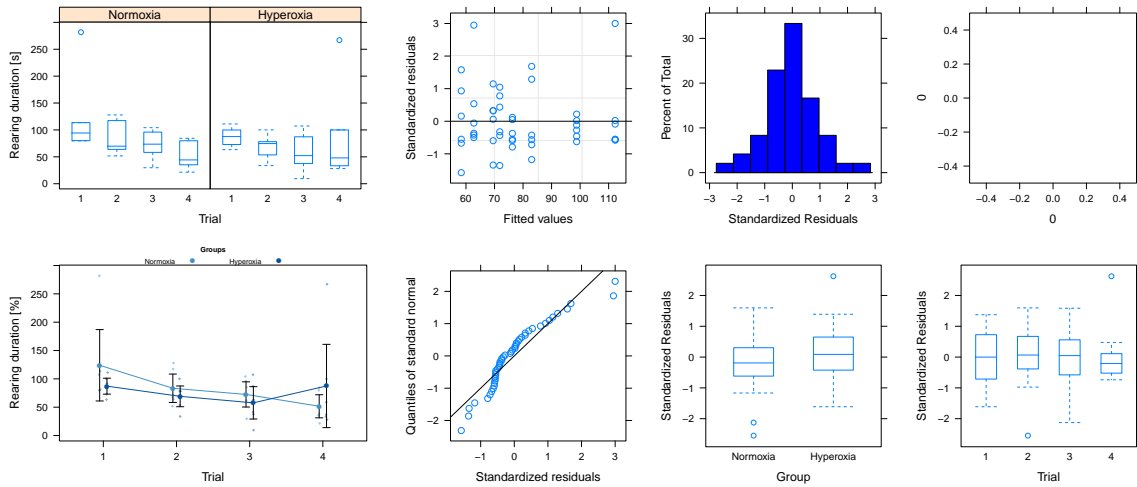 Normoxia Hyperoxia
Rearing duration [s]
250
200
150
100
50
0
1 2 3 4 1 2 3 4
Trial
Standardized residuals
3
2
1
0
−1
60 70 80 90 100 110
Fitted values
Percent of Total
30
20
10
0
−3 −2 −1 0 1 2 3
Standardized Residuals
0
0.4
0.2
0.0
−0.2
−0.4
−0.4 −0.2 0.0 0.2 0.4
0
Groups
Normoxia Hyperoxia
Rearing duration [%]
250
200
150
100
50
0
1 2 3 4
Trial
Quantiles of standard normal
2
1
0
−1
−2
−1 0 1 2 3
Standardized residuals
Standardized Residuals
2
1
0
−1
−2
Normoxia Hyperoxia
Group
Standardized Residuals
2
1
0
−1
−2
1 2 3 4
Trial